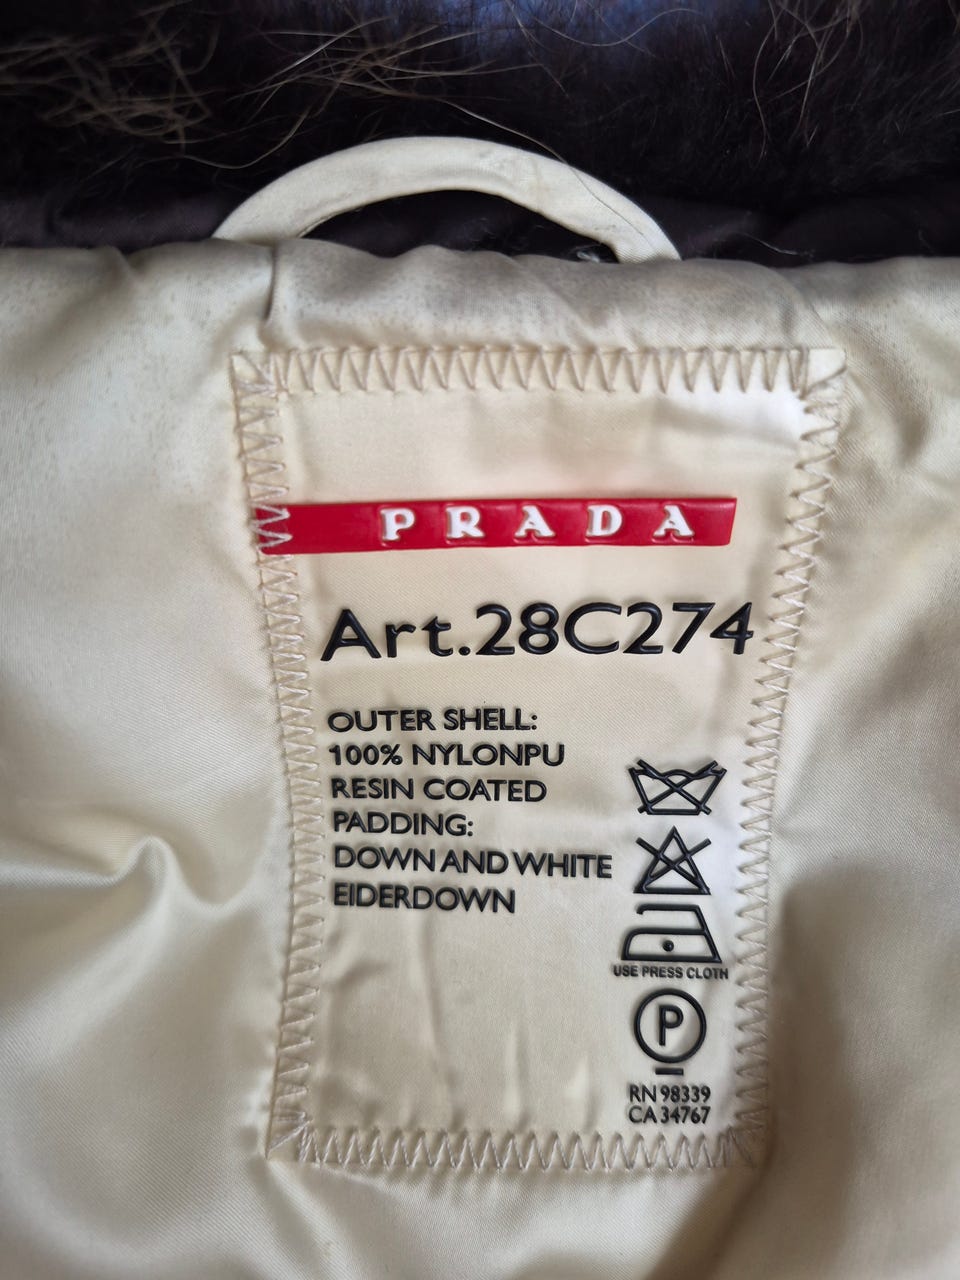 PRADA
Art.28C274
OUTER SHELL:
100% NYLONPU
RESIN COATED
PADDING:
DOWN AND WHITE
EIDERDOWN
USE PRESS CLOTH
P
RN 98339
CA 34767